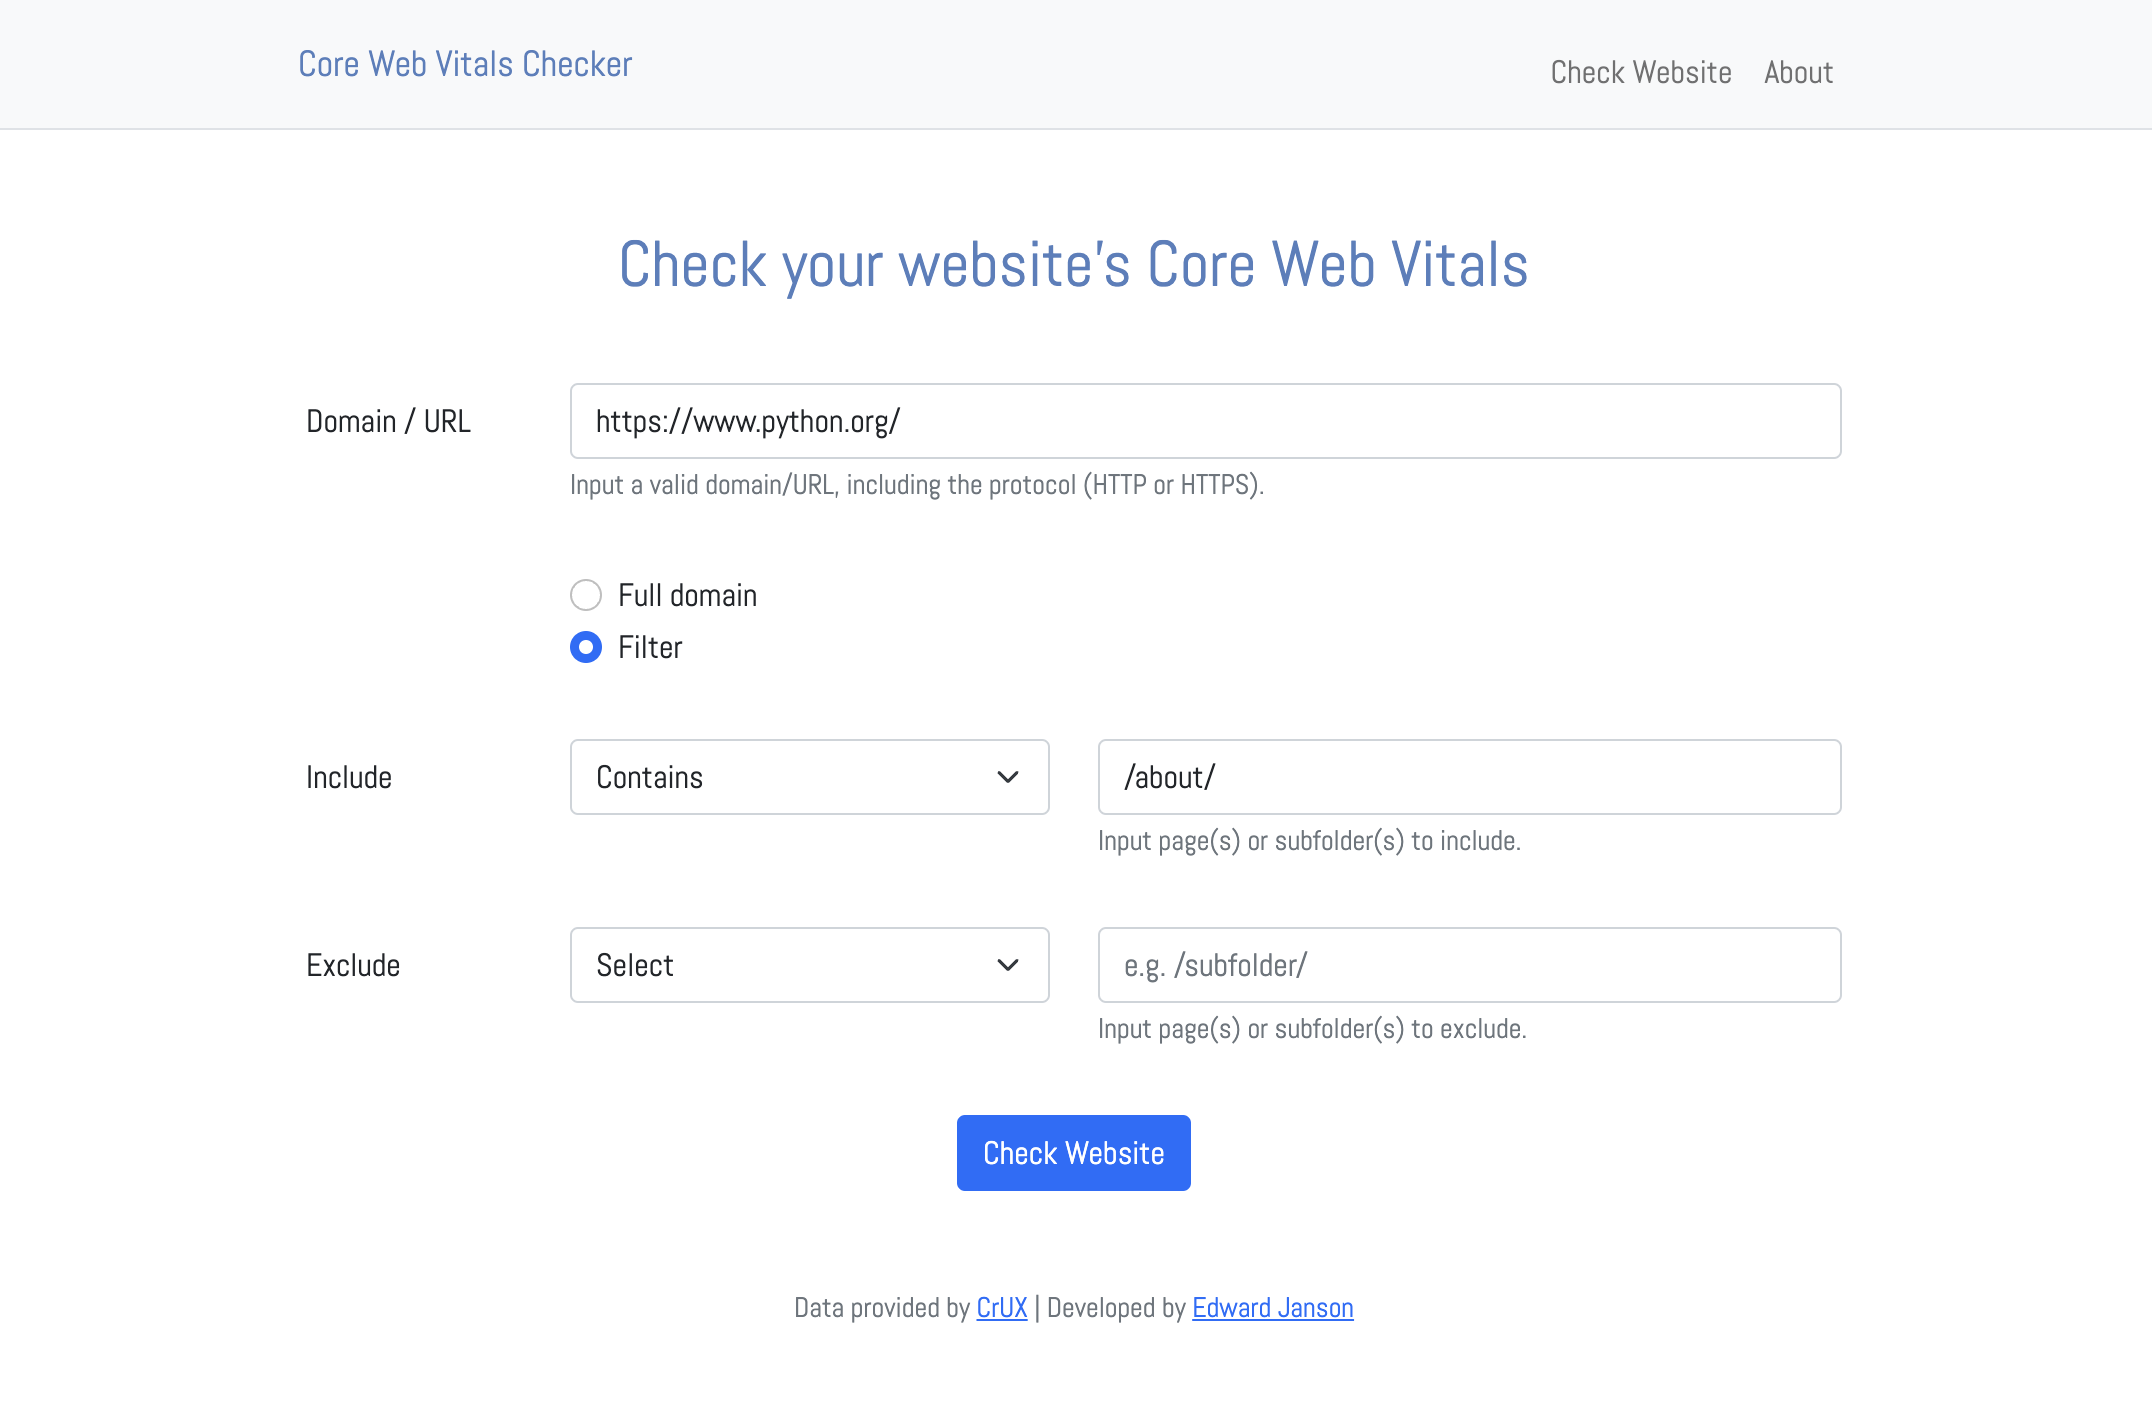 Core Web Vitals Checker
Check Website About
Check your website's Core Web Vitals
Domain / URL
https://www.python.org/
Input a valid domain/URL, including the protocol (HTTP or HTTPS).
Full domain
Filter
Include
Contains
/about/
Input page(s) or subfolder(s) to include.
Exclude
Select
e.g. /subfolder/
Input page(s) or subfolder(s) to exclude.
Check Website
Data provided by CrUX | Developed by Edward Janson